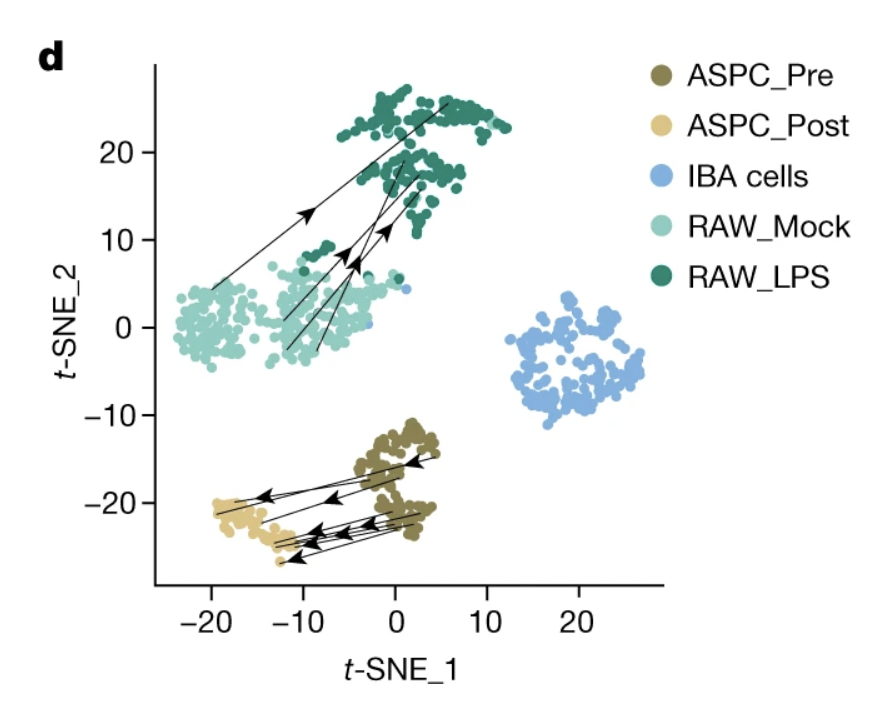 d
ASPC_Pre
ASPC_Post
IBA cells
RAW_Mock
RAW_LPS
20
10
0
−10
−20
t-SNE_2
−20 −10 0 10 20
t-SNE_1